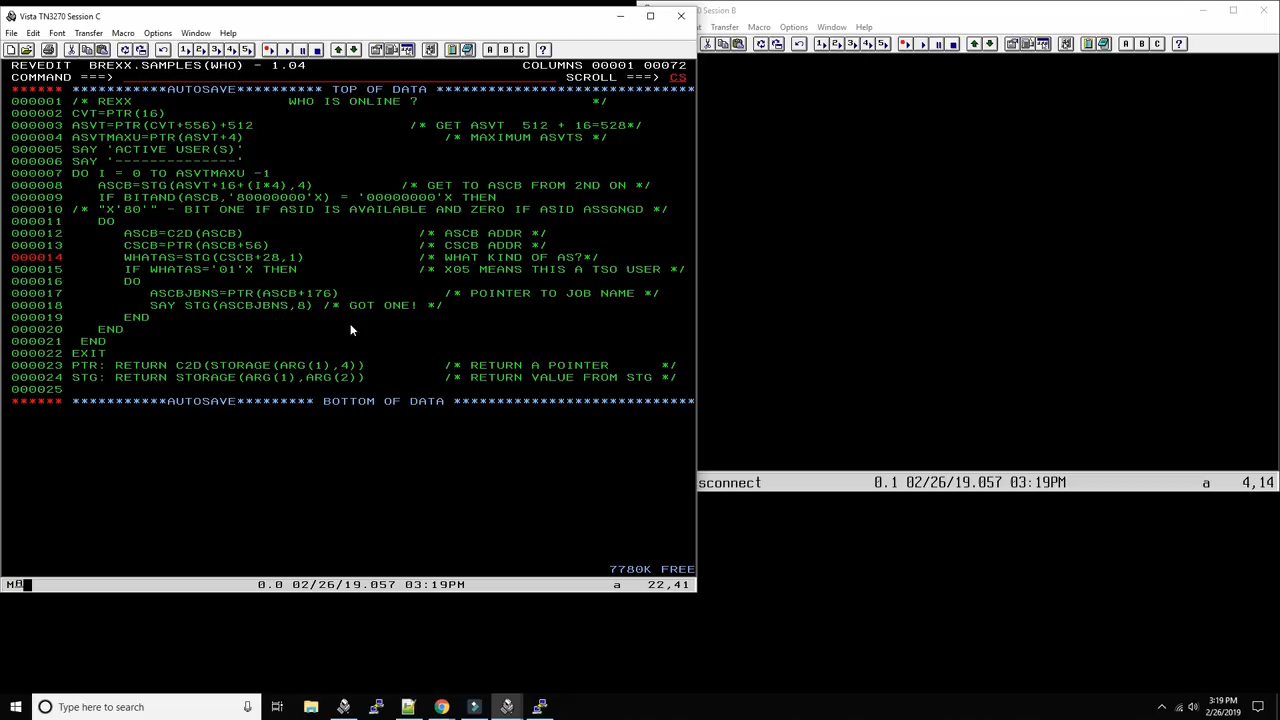 Vista TN3270 Session C
File Edit Font Transfer Macro Options Window Help
REVEDIT BREXX.SAMPLES(WHO) - 1.04 COLUMNS 00001 00072
COMMAND ===> SCROLL ===> CS
****** ***********AUTOSAVE********** TOP OF DATA ******************************
000001 /* REXX WHO IS ONLINE ? */
000002 CVT=PTR(16)
000003 ASVT=PTR(CVT+556)+512 /* GET ASVT 512 + 16=528*/
000004 ASVTMAXU=PTR(ASVT+4) /* MAXIMUM ASVTS */
000005 SAY 'ACTIVE USER(S)'
000006 SAY '--------------'
000007 DO I = 0 TO ASVTMAXU -1
000008 ASCB=STG(ASVT+16+(I*4),4) /* GET TO ASCB FROM 2ND ON */
000009 IF BITAND(ASCB,'80000000'X) = '00000000'X THEN
000010 /* "X'80'" - BIT ONE IF ASID IS AVAILABLE AND ZERO IF ASID ASSGNGD */
000011 DO
000012 ASCB=C2D(ASCB) /* ASCB ADDR */
000013 CSCB=PTR(ASCB+56) /* CSCB ADDR */
000014 WHATAS=STG(CSCB+28,1) /* WHAT KIND OF AS?*/
000015 IF WHATAS='01'X THEN /* X05 MEANS THIS A TSO USER */
000016 DO
000017 ASCBJBNS=PTR(ASCB+176) /* POINTER TO JOB NAME */
000018 SAY STG(ASCBJBNS,8) /* GOT ONE! */
000019 END
000020 END
000021 END
000022 EXIT
000023 PTR: RETURN C2D(STORAGE(ARG(1),4)) /* RETURN A POINTER */
000024 STG: RETURN STORAGE(ARG(1),ARG(2)) /* RETURN VALUE FROM STG */
000025
****** ***********AUTOSAVE********* BOTTOM OF DATA ****************************
7780K FREE
MA 0.0 02/26/19.057 03:19PM a 22,41
0 Session B
t Transfer Macro Options Window Help
sconnect 0.1 02/26/19.057 03:19PM a 4,14
Type here to search
3:19 PM
2/26/2019